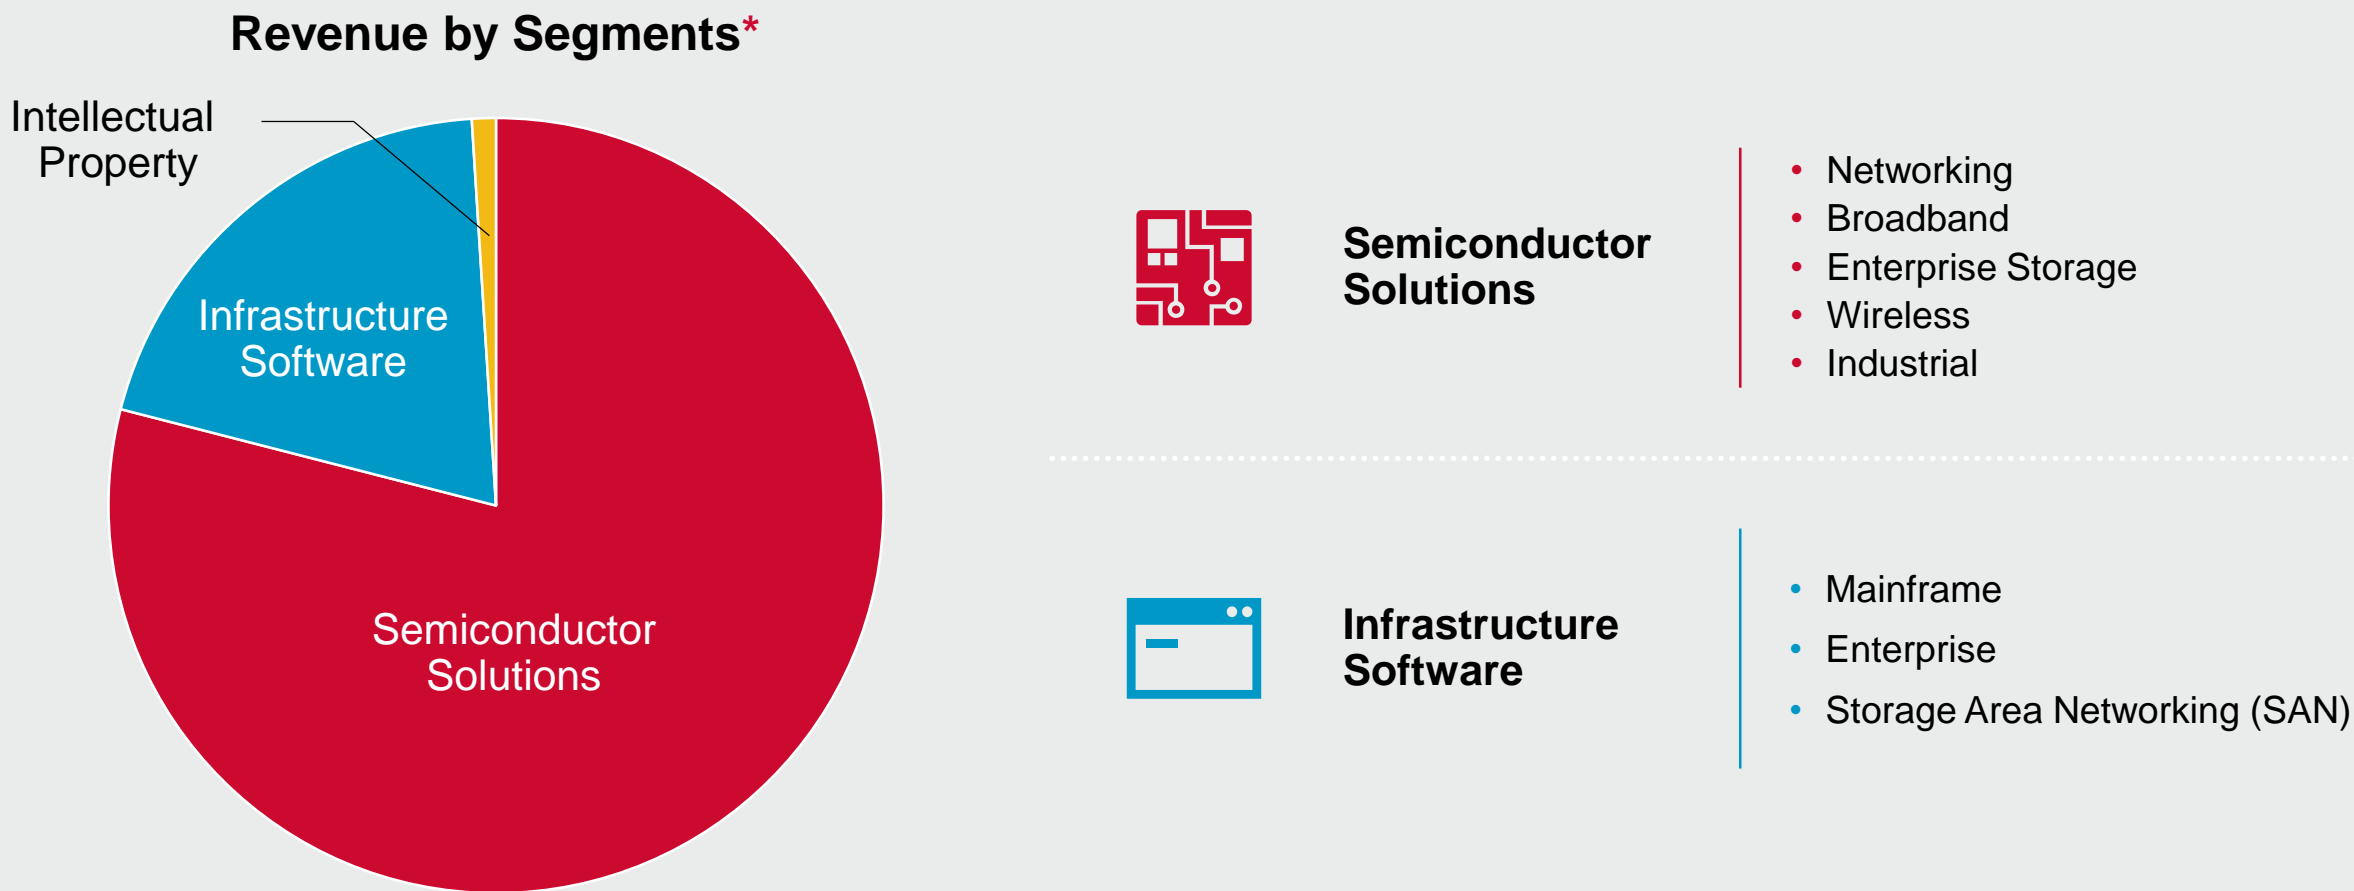 Revenue by Segments*
Intellectual
Property
Infrastructure
Software
Semiconductor
Solutions
Semiconductor
Solutions
• Networking
• Broadband
• Enterprise Storage
• Wireless
• Industrial
Infrastructure
Software
• Mainframe
• Enterprise
• Storage Area Networking (SAN)